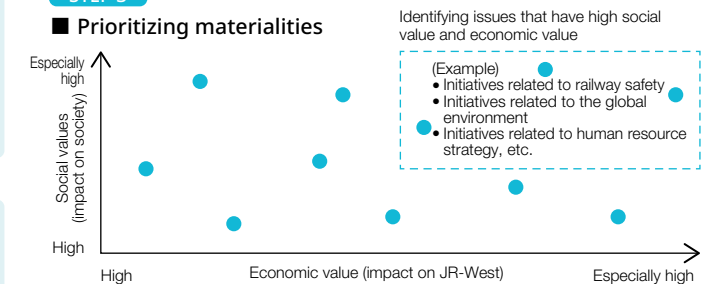 ■ Prioritizing materialities
Identifying issues that have high social
value and economic value
Especially
high
Social values
(impact on society)
High
(Example)
• Initiatives related to railway safety
• Initiatives related to the global
environment
• Initiatives related to human resource
strategy, etc.
High
Economic value (impact on JR-West)
Especially high